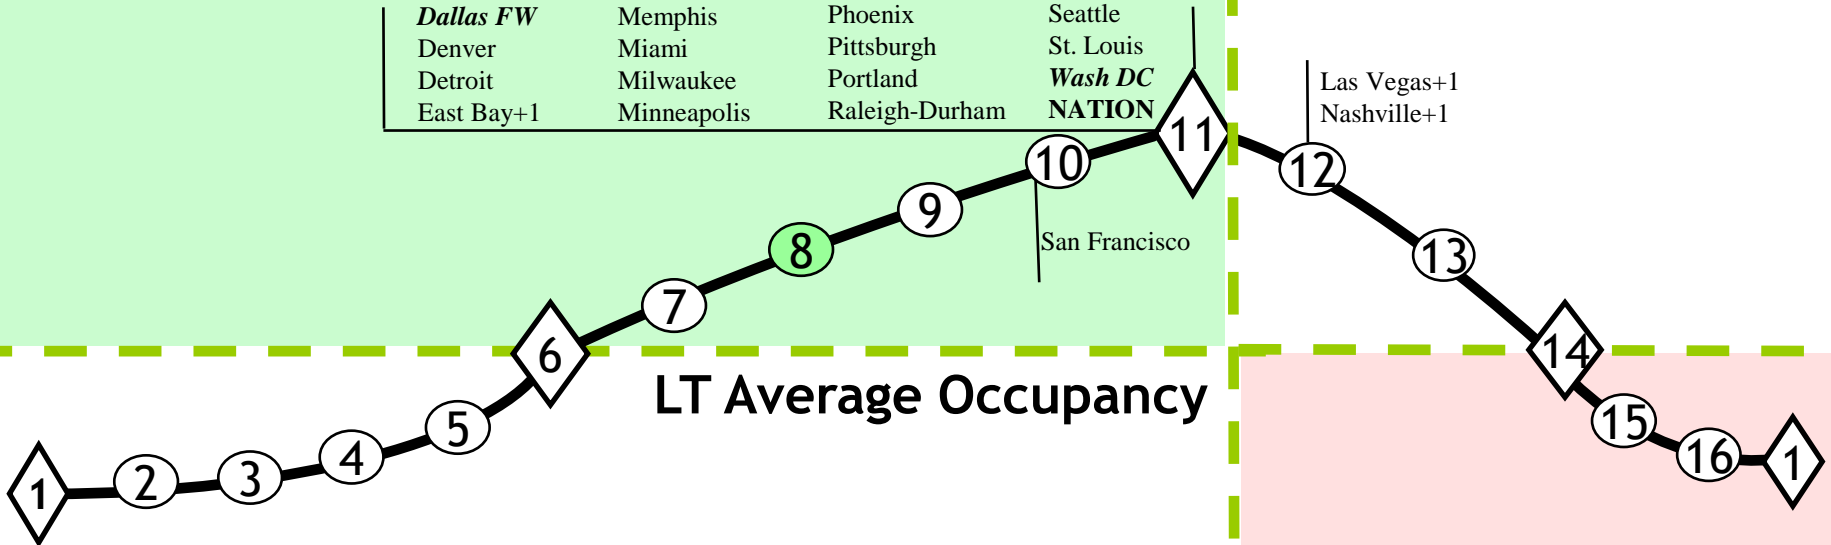 Dallas FW Memphis Phoenix Seattle
Denver Miami Pittsburgh St. Louis
Detroit Milwaukee Portland Wash DC
East Bay+1 Minneapolis Raleigh-Durham NATION
Las Vegas+1
Nashville+1
11
10
12
9
San Francisco
8
13
7
6
14
LT Average Occupancy
5
15
4
16
1
3
2
1